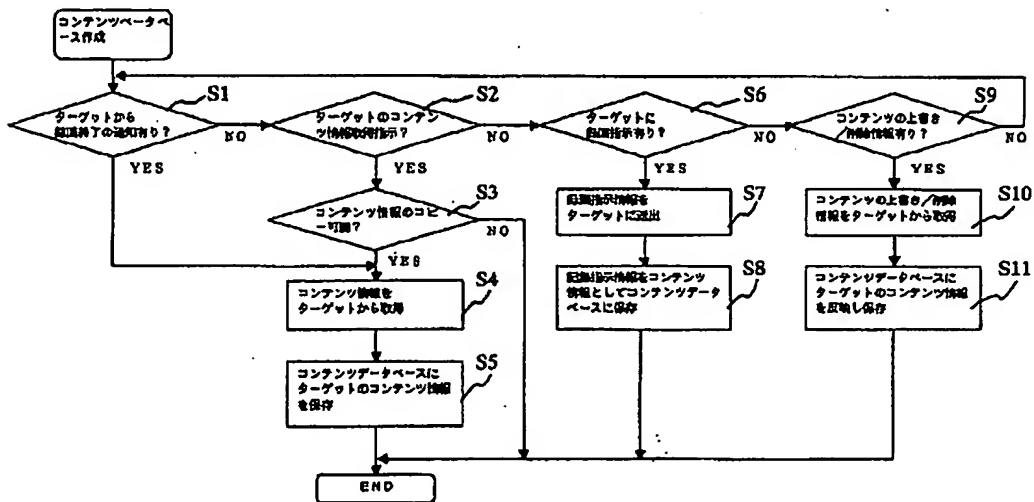 コンテンツベータベ
ース作成
S1
ターゲットから
終了の通知有り?
NO
YES
S2
ターゲットのコンテン
ツ情報取得指示?
NO
YES
S6
ターゲットに
指示有り?
NO
YES
S9
コンテンツの上書き
/削除情報有り?
NO
YES
S3
コンテンツ情報のコピ
ー可能?
NO
YES
S7
指示情報を
ターゲットに送出
S10
コンテンツの上書き/削除
情報をターゲットから取得
S4
コンテンツ情報を
ターゲットから取得
S8
指示情報をコンテンツ
情報としてコンテンツデータ
ベースに保存
S11
コンテンツデータベースに
ターゲットのコンテンツ情報
を反映し保存
S5
コンテンツデータベースに
ターゲットのコンテンツ情報
を保存
END